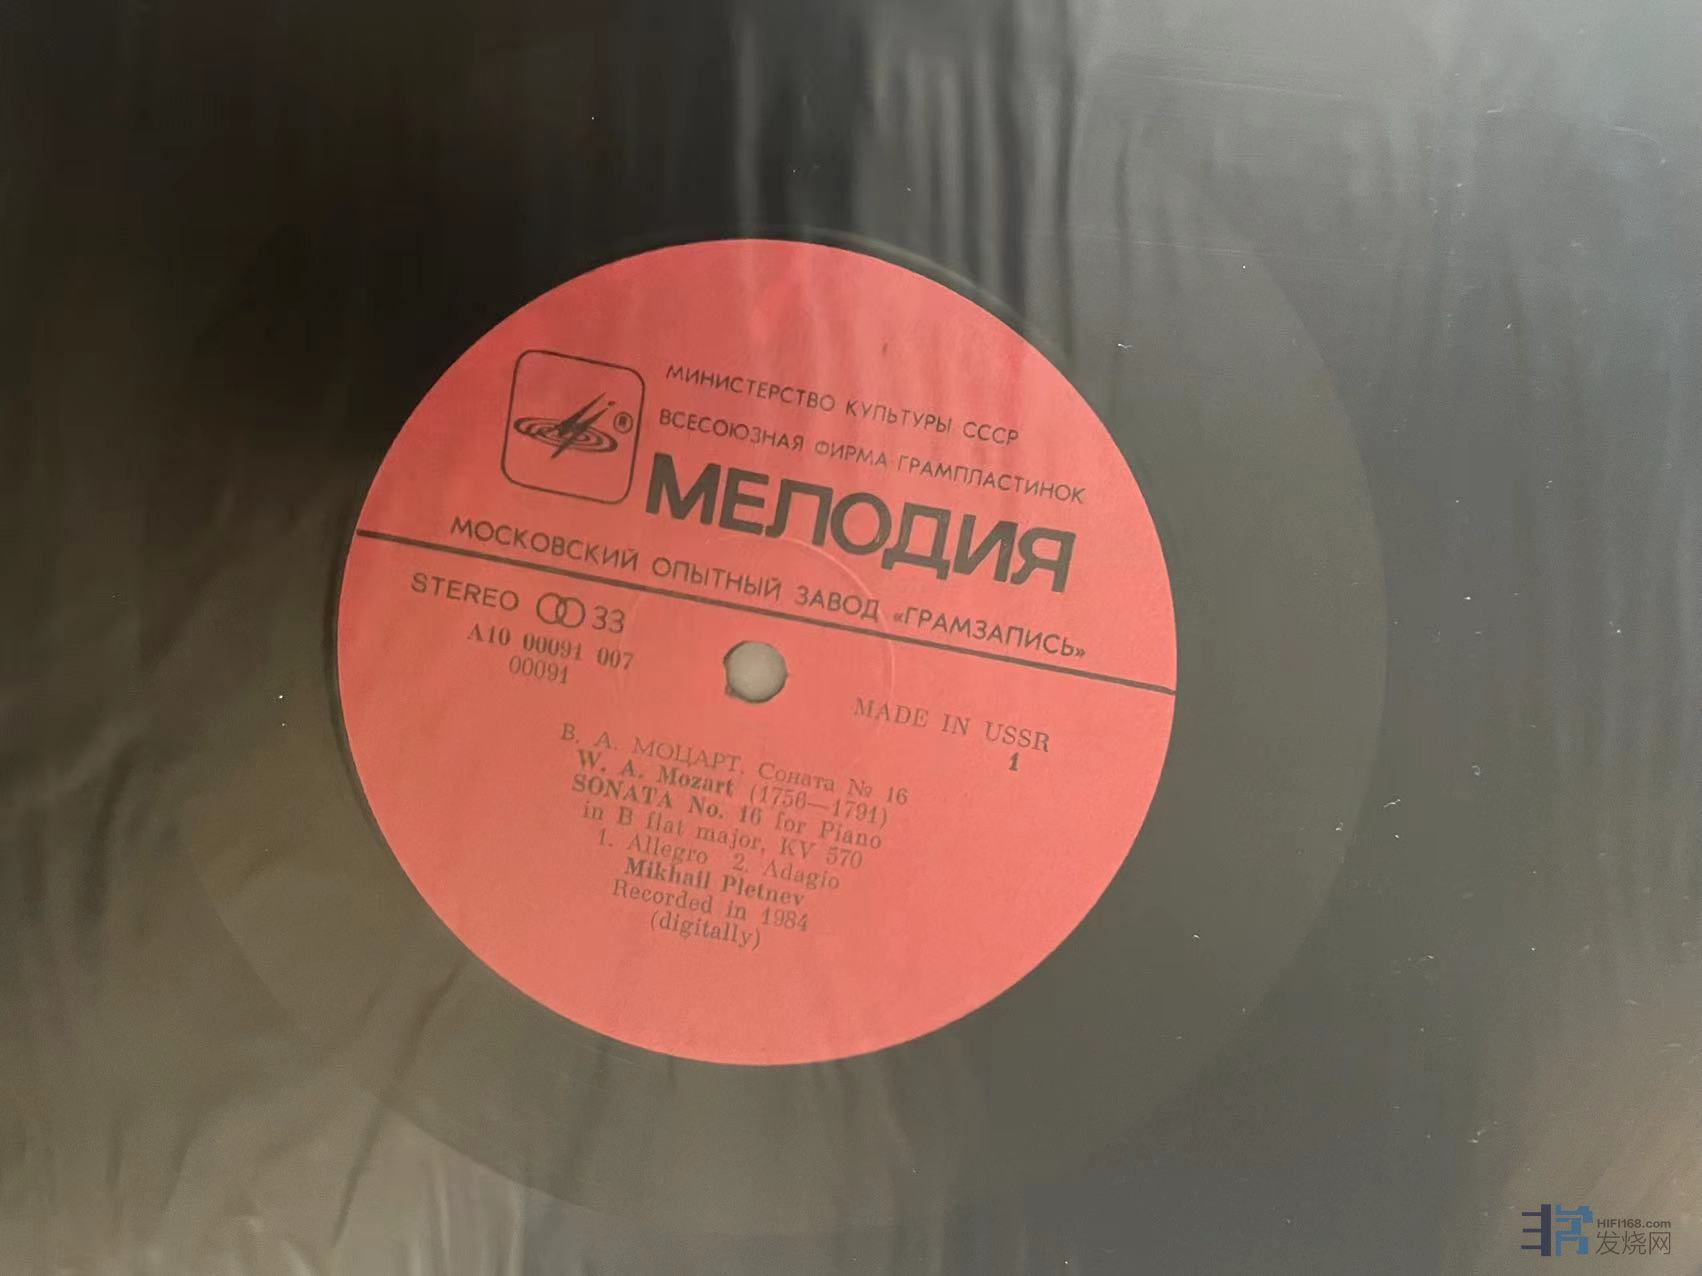 МИНИСТЕРСТВО КУЛЬТУРЫ СССР
ВСЕСОЮЗНАЯ ФИРМА ГРАМПЛАСТИНОК
МЕЛОДИЯ
®
МОСКОВСКИЙ ОПЫТНЫЙ ЗАВОД «ГРАМЗАПИСЬ»
STEREO 33
А10 00091 007
00091
MADE IN USSR
1
В. А. МОЦАРТ. Соната № 16
W. A. Mozart (1756—1791)
SONATA No. 16 for Piano
in B flat major, KV 570
1. Allegro 2. Adagio
Mikhail Pletnev
Recorded in 1984
(digitally)
HIFI168.com
发烧网